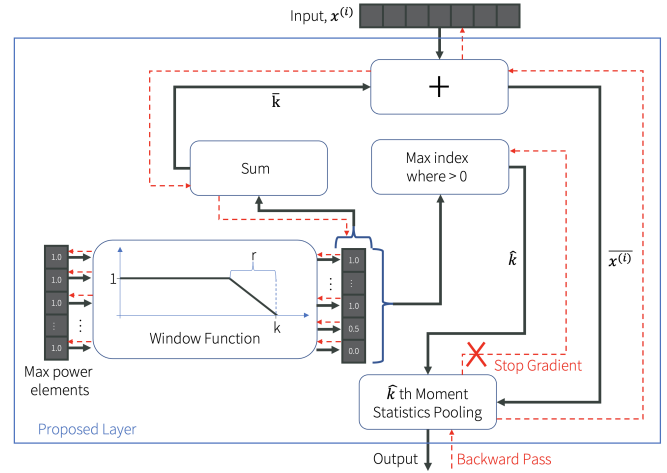 Input, x⁽ⁱ⁾
+
k̄
Sum
Max index
where > 0
r
1
k
Window Function
1.0
1.0
1.0
⋮
1.0
⋮
Max power
elements
1.0
⋮
1.0
0.5
0.0
k̂
x̅⁽ⁱ⁾
Stop Gradient
k̂ th Moment
Statistics Pooling
Proposed Layer
Output
Backward Pass